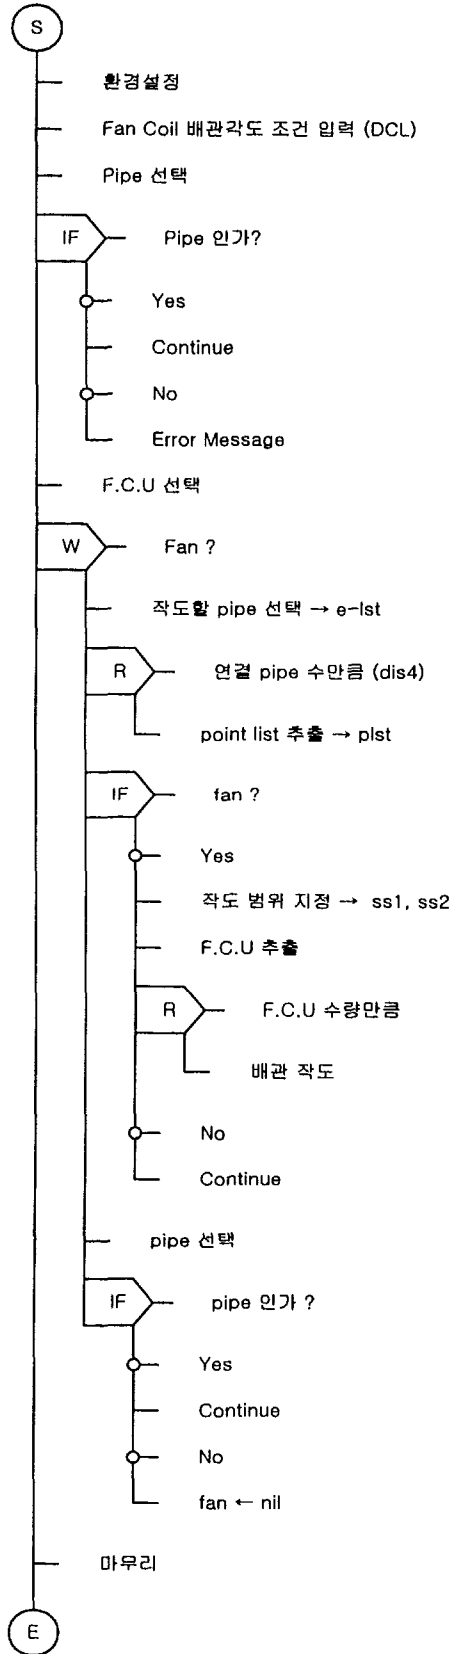 S
환경설정
Fan Coil 배관각도 조건 입력 (DCL)
Pipe 선택
IF Pipe 인가?
Yes
Continue
No
Error Message
F.C.U 선택
W Fan ?
작도할 pipe 선택 → e-lst
R 연결 pipe 수만큼 (dis4)
point list 추출 → plst
IF fan ?
Yes
작도 범위 지정 → ss1, ss2
F.C.U 추출
R F.C.U 수량만큼
배관 작도
No
Continue
pipe 선택
IF pipe 인가 ?
Yes
Continue
No
fan ← nil
마무리
E